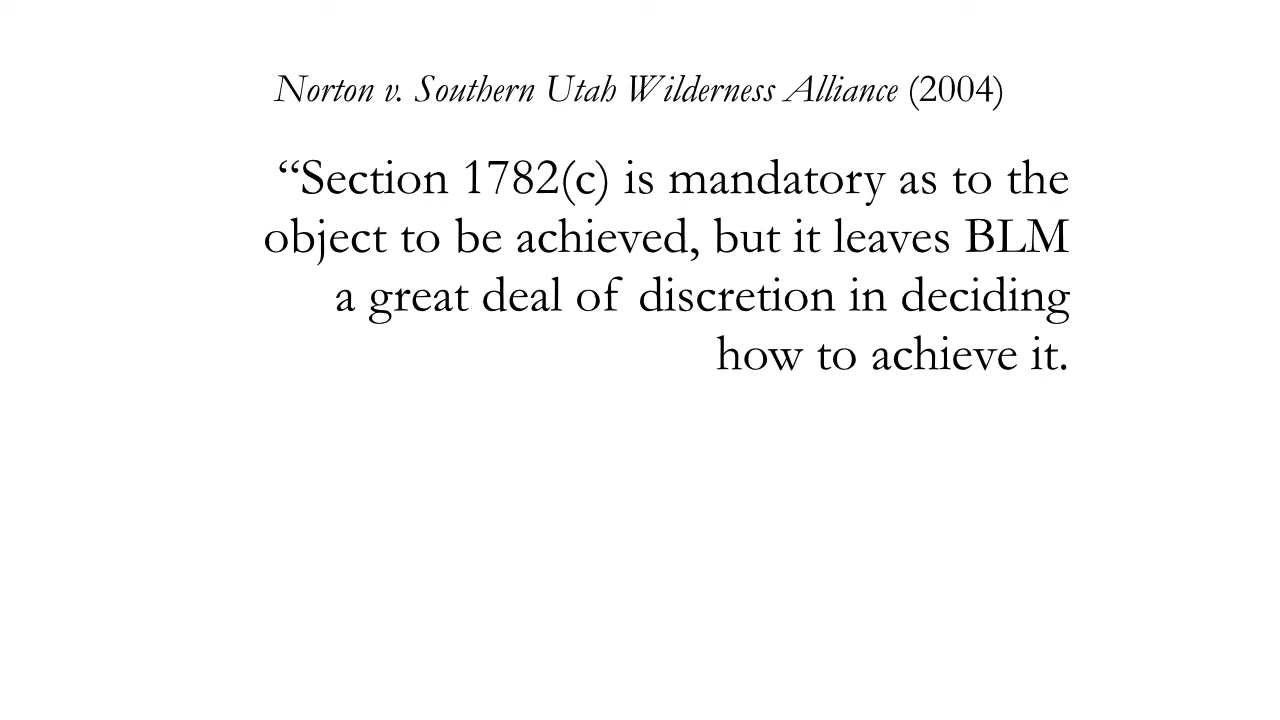 Norton v. Southern Utah Wilderness Alliance (2004)
“Section 1782(c) is mandatory as to the
object to be achieved, but it leaves BLM
a great deal of discretion in deciding
how to achieve it.